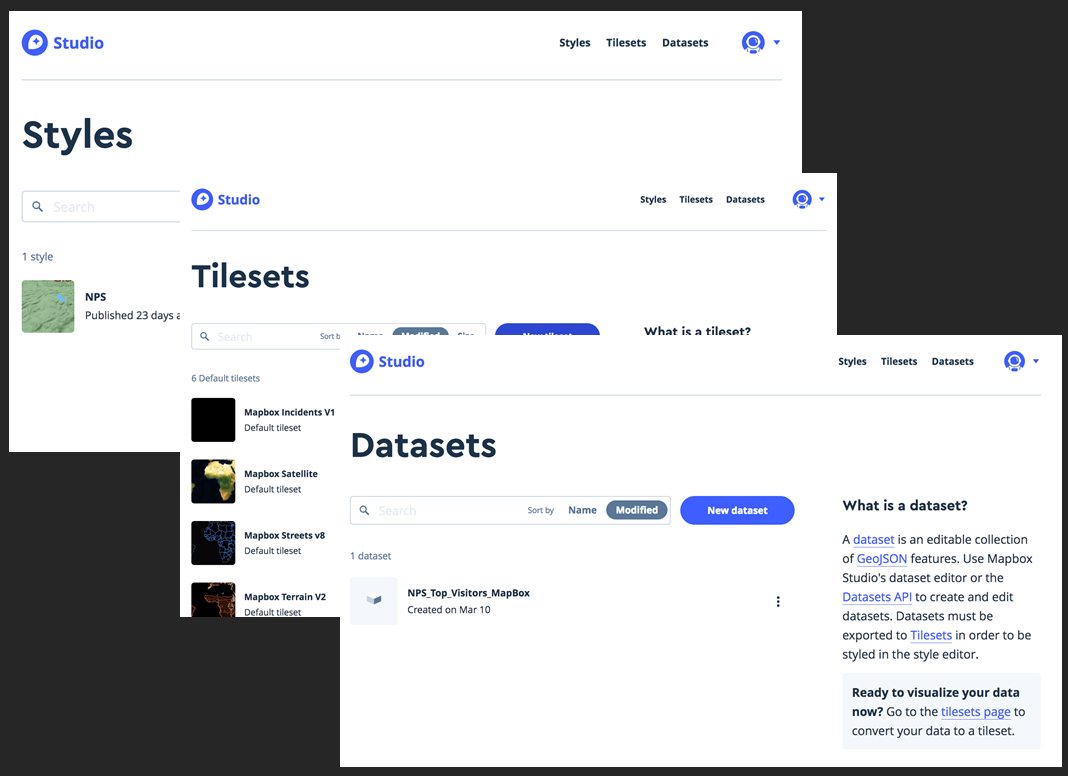 Studio
Styles Tilesets Datasets
Styles
Search
1 style
NPS
Published 23 days a
Studio
Styles Tilesets Datasets
Tilesets
Search Sort b Name Modified Size New tileset
What is a tileset?
6 Default tilesets
Mapbox Incidents V1
Default tileset
Mapbox Satellite
Default tileset
Mapbox Streets v8
Default tileset
Mapbox Terrain V2
Default tileset
Studio
Styles Tilesets Datasets
Datasets
Search Sort by Name Modified New dataset
1 dataset
NPS_Top_Visitors_MapBox
Created on Mar 10
What is a dataset?
A dataset is an editable collection
of GeoJSON features. Use Mapbox
Studio's dataset editor or the
Datasets API to create and edit
datasets. Datasets must be
exported to Tilesets in order to be
styled in the style editor.
Ready to visualize your data
now? Go to the tilesets page to
convert your data to a tileset.